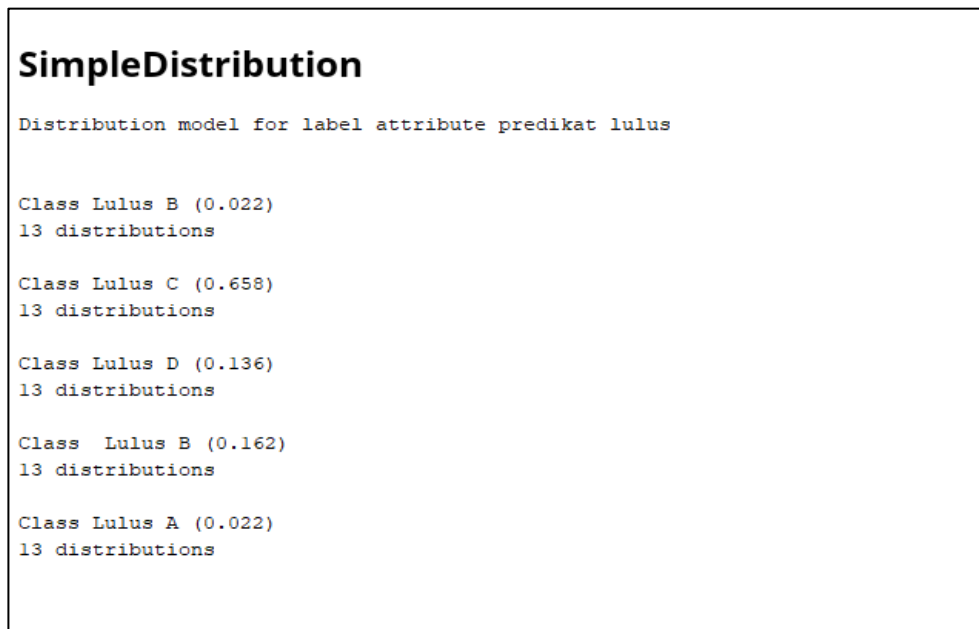 SimpleDistribution
Distribution model for label attribute predikat lulus
Class Lulus B (0.022)
13 distributions
Class Lulus C (0.658)
13 distributions
Class Lulus D (0.136)
13 distributions
Class  Lulus B (0.162)
13 distributions
Class Lulus A (0.022)
13 distributions